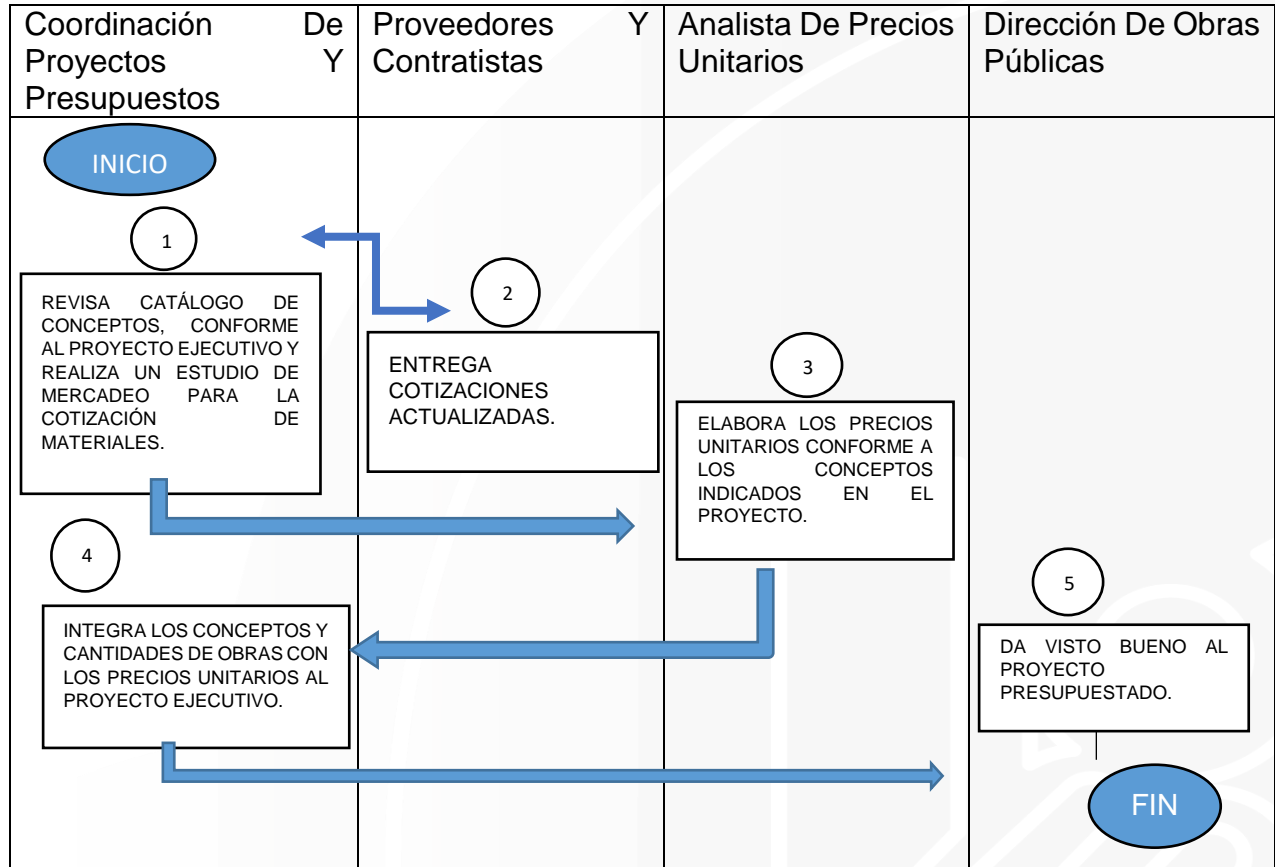 Coordinación De
Proyectos Y
Presupuestos
Proveedores Y
Contratistas
Analista De Precios
Unitarios
Dirección De Obras
Públicas
INICIO
1
REVISA CATÁLOGO DE
CONCEPTOS, CONFORME
AL PROYECTO EJECUTIVO Y
REALIZA UN ESTUDIO DE
MERCADEO PARA LA
COTIZACIÓN DE
MATERIALES.
2
ENTREGA
COTIZACIONES
ACTUALIZADAS.
3
ELABORA LOS PRECIOS
UNITARIOS CONFORME A
LOS CONCEPTOS
INDICADOS EN EL
PROYECTO.
4
INTEGRA LOS CONCEPTOS Y
CANTIDADES DE OBRAS CON
LOS PRECIOS UNITARIOS AL
PROYECTO EJECUTIVO.
5
DA VISTO BUENO AL
PROYECTO
PRESUPUESTADO.
FIN